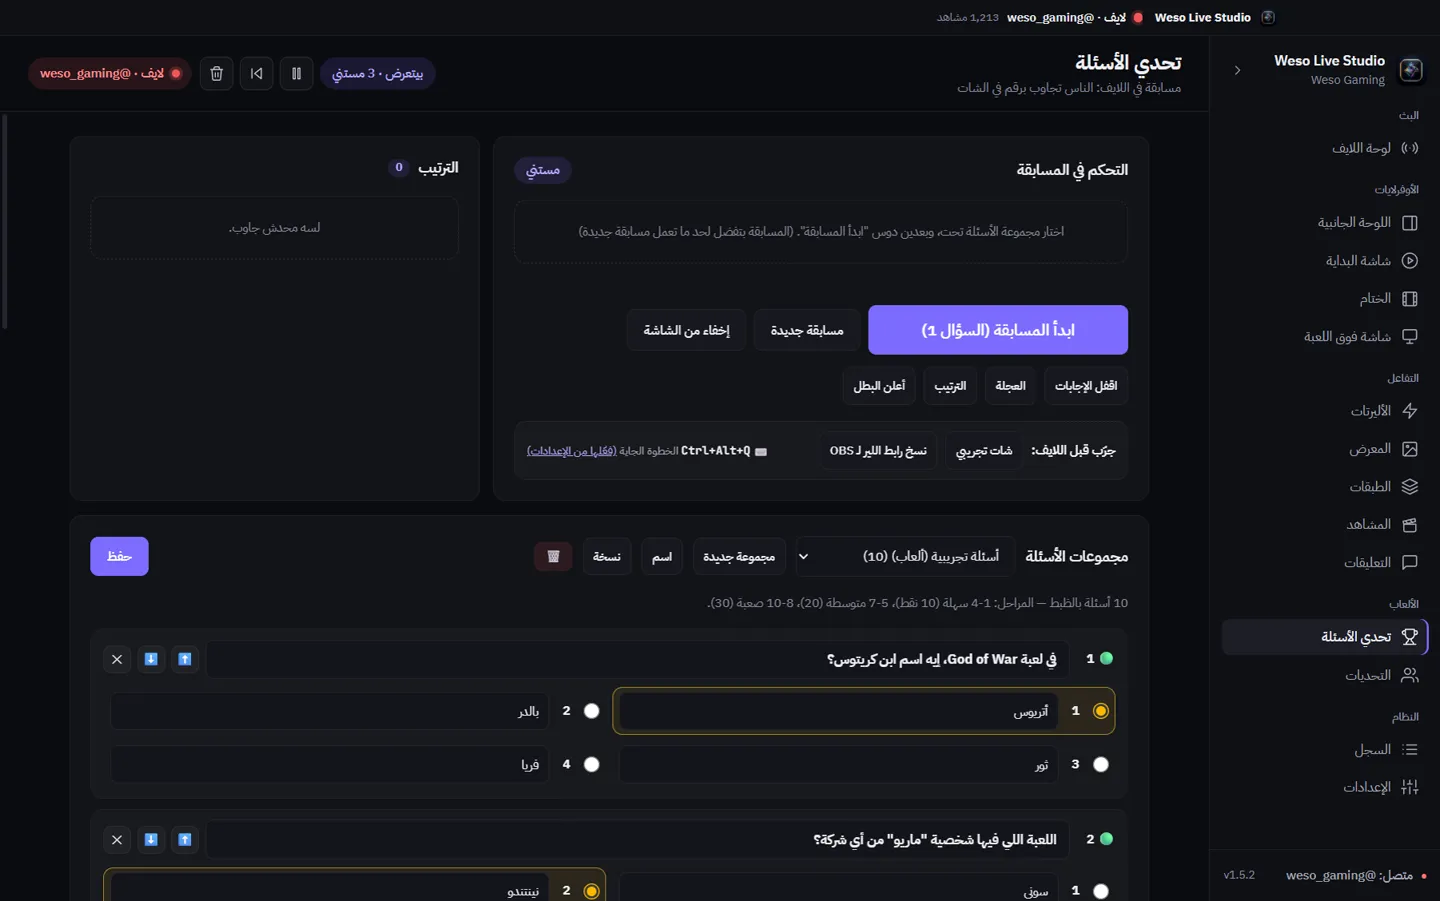 Weso Live Studio لايف · @weso_gaming 1,213 مشاهد
Weso Live Studio
Weso Gaming
البث
لوحة اللايف
الأوفرلايات
اللوحة الجانبية
شاشة البداية
الختام
شاشة فوق اللعبة
التفاعل
الأليرتات
المعرض
الطبقات
المشاهد
التعليقات
الألعاب
تحدي الأسئلة
التحديات
النظام
السجل
الإعدادات
متصل: @weso_gaming v1.5.2
تحدي الأسئلة
مسابقة في اللايف: الناس تجاوب برقم في الشات
بيتعرض · 3 مستني
لايف · @weso_gaming
التحكم في المسابقة مستني
اختار مجموعة الأسئلة تحت، وبعدين دوس "ابدأ المسابقة". (المسابقة بتفضل لحد ما تعمل مسابقة جديدة)
ابدأ المسابقة (السؤال 1) مسابقة جديدة إخفاء من الشاشة
اقفل الإجابات العجلة الترتيب أعلن البطل
جرّب قبل اللايف: شات تجريبي نسخ رابط اللير لـ OBS Ctrl+Alt+Q الخطوة الجاية (فعّلها من الإعدادات)
الترتيب 0
لسه محدش جاوب.
مجموعات الأسئلة أسئلة تجريبية (ألعاب) (10) مجموعة جديدة اسم نسخة حفظ
10 أسئلة بالظبط — المراحل: 1-4 سهلة (10 نقط)، 5-7 متوسطة (20)، 8-10 صعبة (30).
1 في لعبة God of War، إيه اسم ابن كريتوس؟
1 أتريوس 2 بالدر
3 ثور 4 فريا
2 اللعبة اللي فيها شخصية "ماريو" من أي شركة؟
1 سوني 2 نينتندو